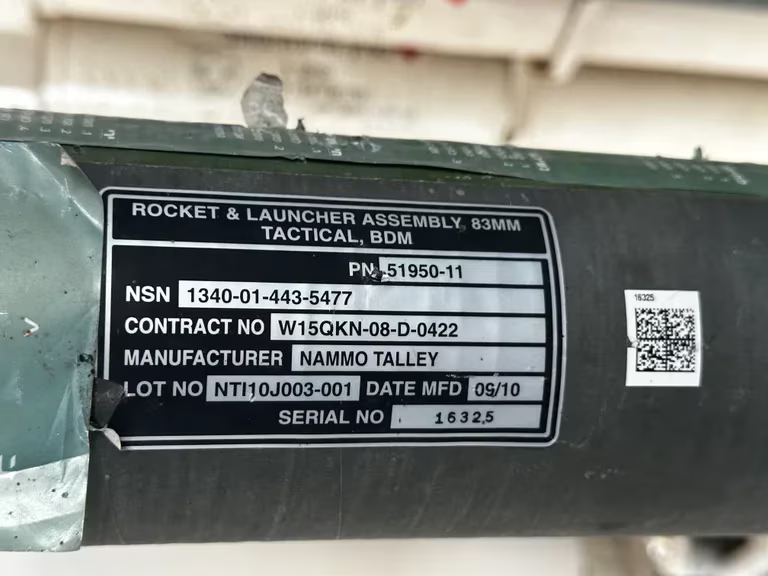 ROCKET & LAUNCHER ASSEMBLY, 83MM
TACTICAL, BDM
PN 51950-11
NSN 1340-01-443-5477
CONTRACT NO W15QKN-08-D-0422
MANUFACTURER NAMMO TALLEY
LOT NO NTI10J003-001 DATE MFD 09/10
SERIAL NO 16325
16325